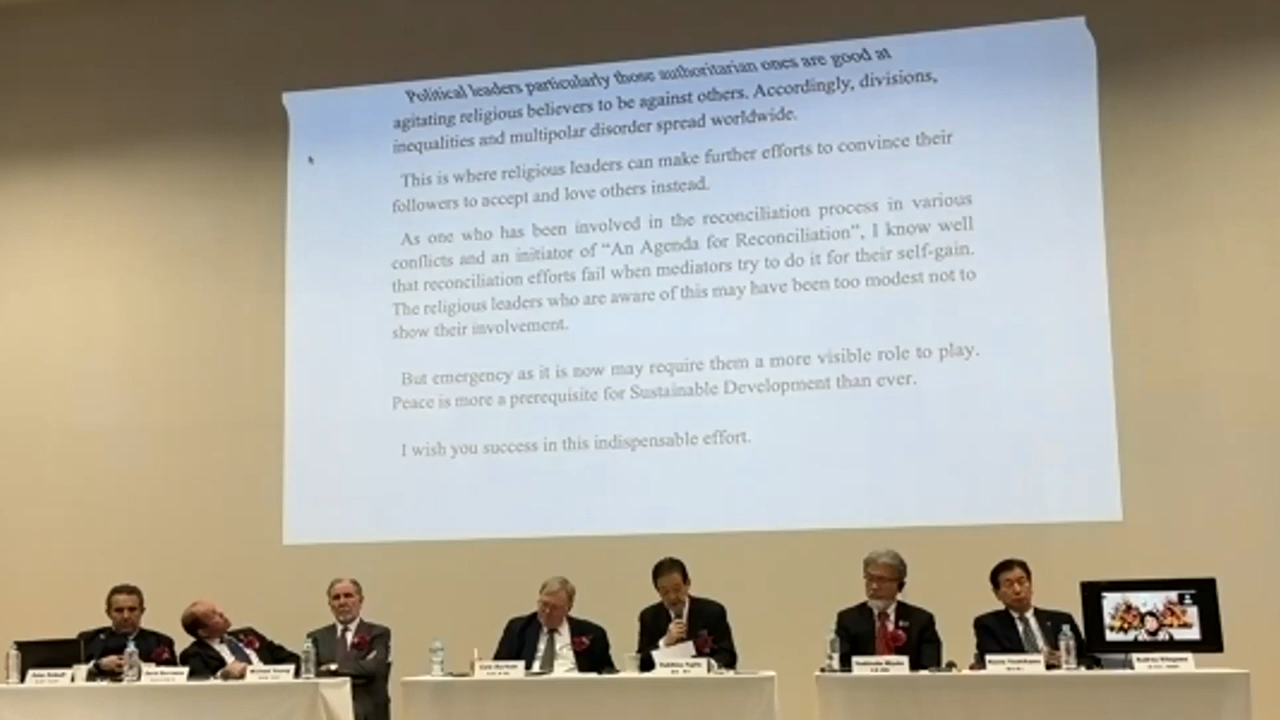 Political leaders particularly those authoritarian ones are good at
agitating religious believers to be against others. Accordingly, divisions,
inequalities and multipolar disorder spread worldwide.
This is where religious leaders can make further efforts to convince their
followers to accept and love others instead.
As one who has been involved in the reconciliation process in various
conflicts and an initiator of “An Agenda for Reconciliation”, I know well
that reconciliation efforts fail when mediators try to do it for their self-gain.
The religious leaders who are aware of this may have been too modest not to
show their involvement.
But emergency as it is now may require them a more visible role to play.
Peace is more a prerequisite for Sustainable Development than ever.
I wish you success in this indispensable effort.